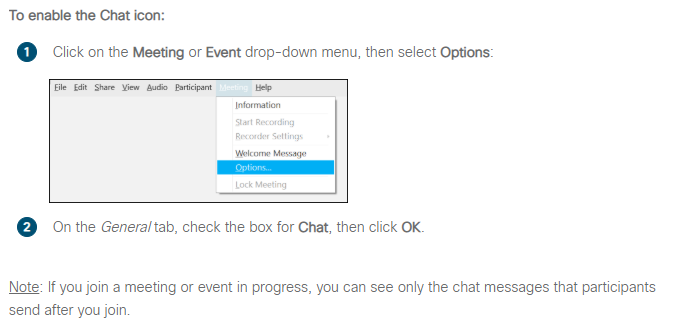 To enable the Chat icon:
1 Click on the Meeting or Event drop-down menu, then select Options:
File Edit Share View Audio Participant Meeting Help
Information
Start Recording
Recorder Settings
Welcome Message
Options...
Lock Meeting
2 On the General tab, check the box for Chat, then click OK.
Note: If you join a meeting or event in progress, you can see only the chat messages that participants
send after you join.